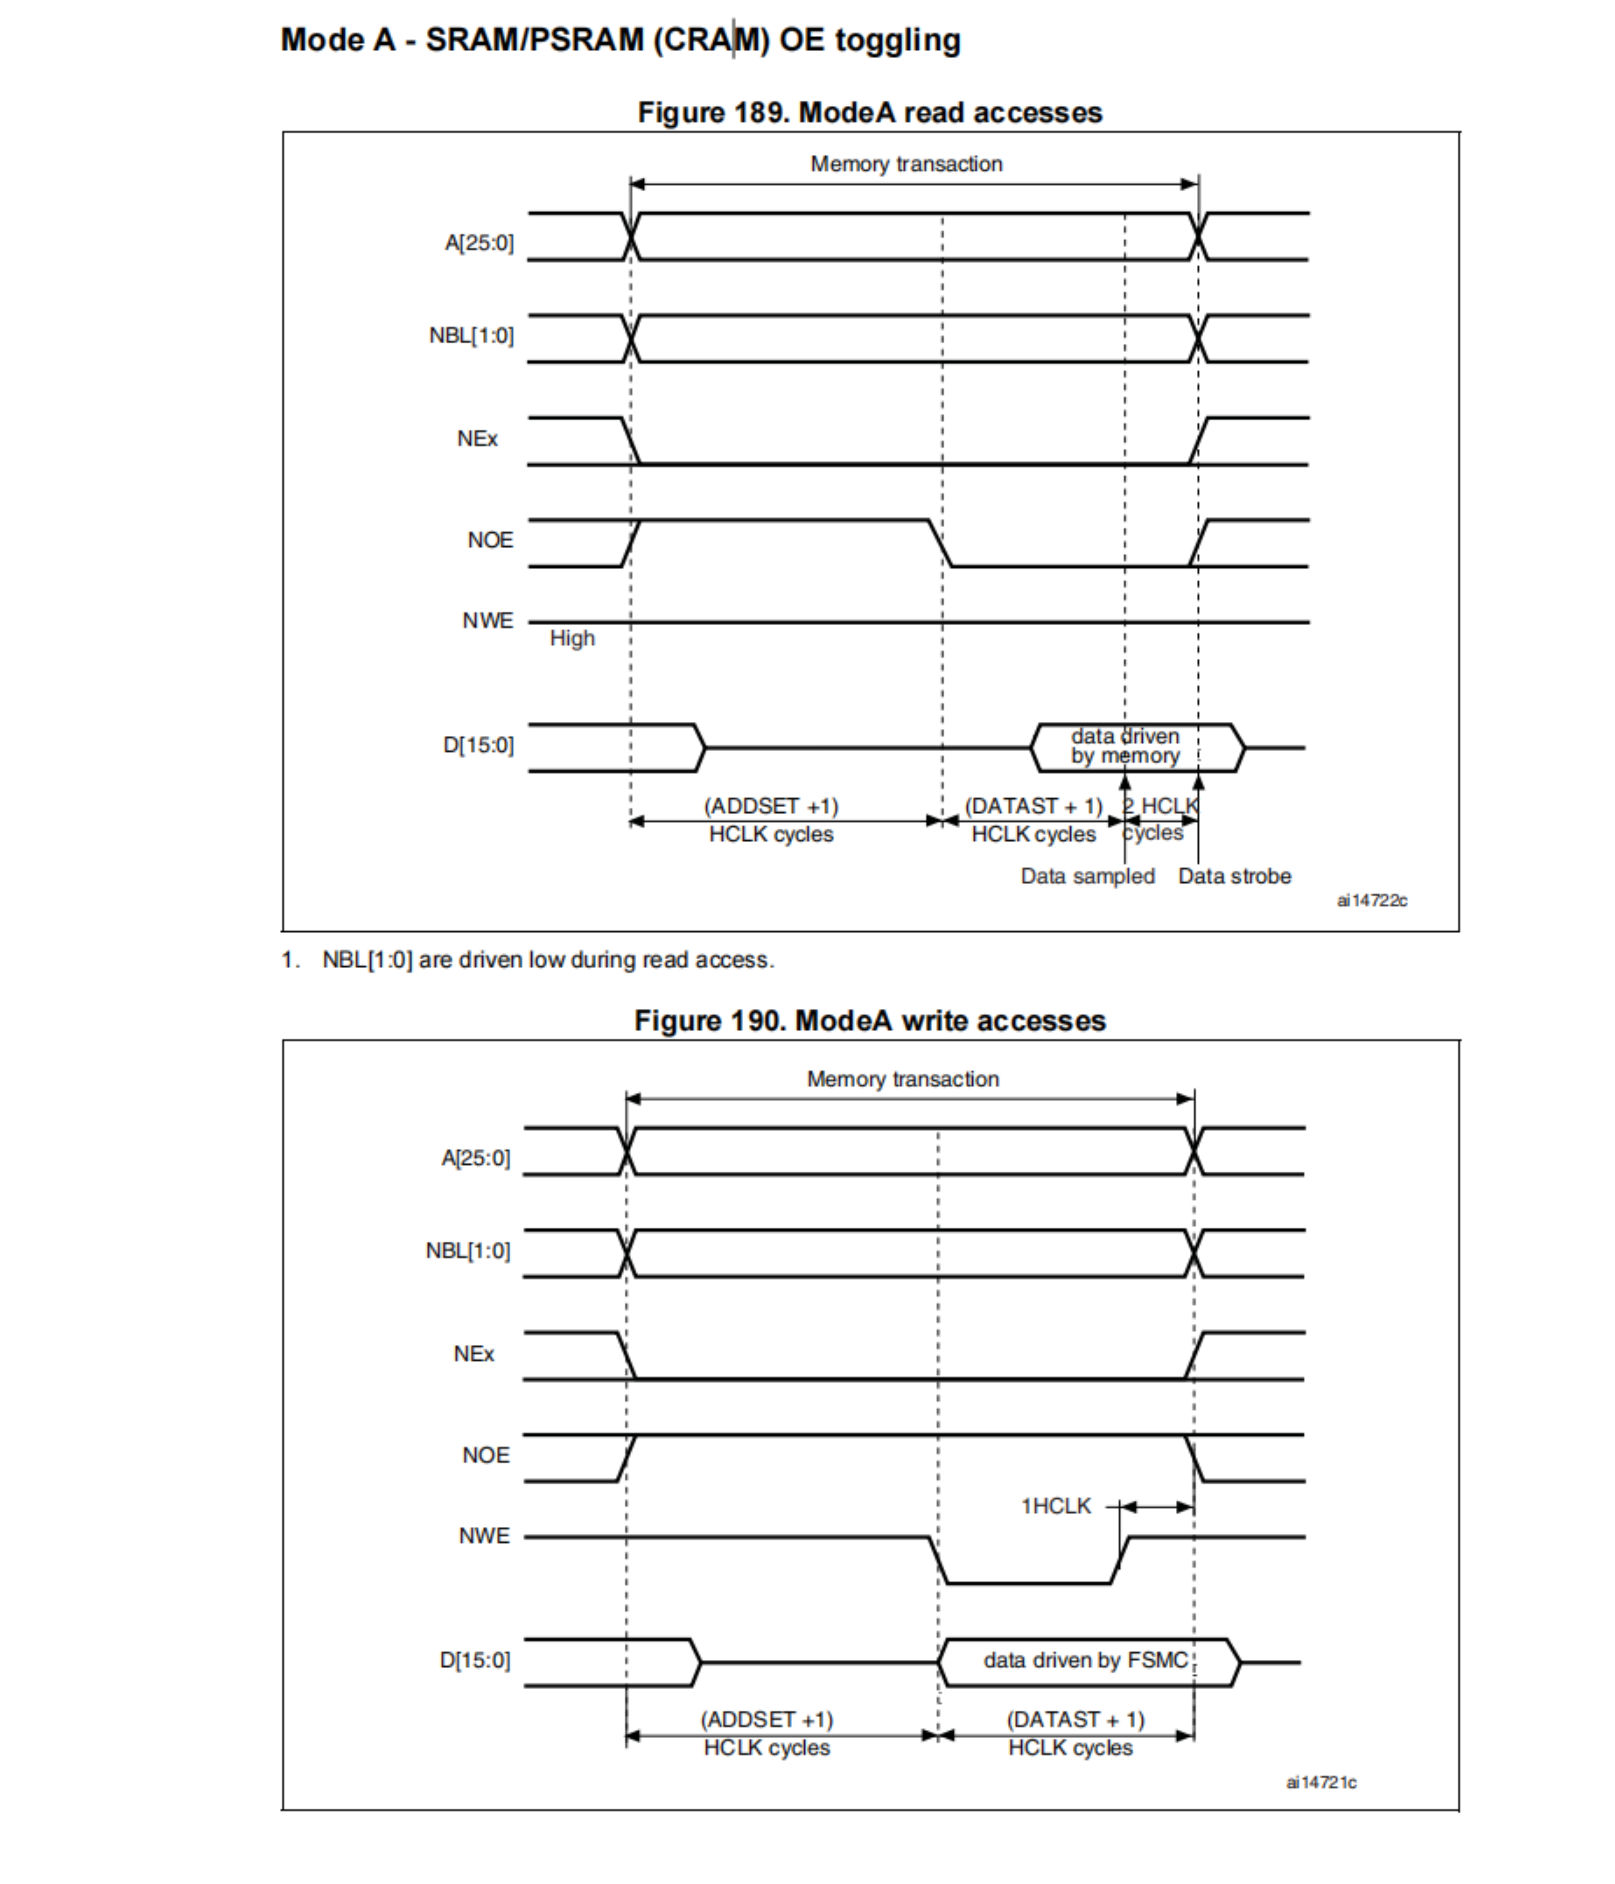 Mode A - SRAM/PSRAM (CRAM) OE toggling
Figure 189. ModeA read accesses
Memory transaction
A[25:0]
NBL[1:0]
NEx
NOE
NWE
High
D[15:0]
data driven
by memory
(ADDSET +1)
HCLK cycles
(DATAST + 1)
HCLK cycles
2 HCLK
cycles
Data sampled
Data strobe
ai14722c
1. NBL[1:0] are driven low during read access.
Figure 190. ModeA write accesses
Memory transaction
A[25:0]
NBL[1:0]
NEx
NOE
1HCLK
NWE
D[15:0]
data driven by FSMC
(ADDSET +1)
HCLK cycles
(DATAST + 1)
HCLK cycles
ai14721c